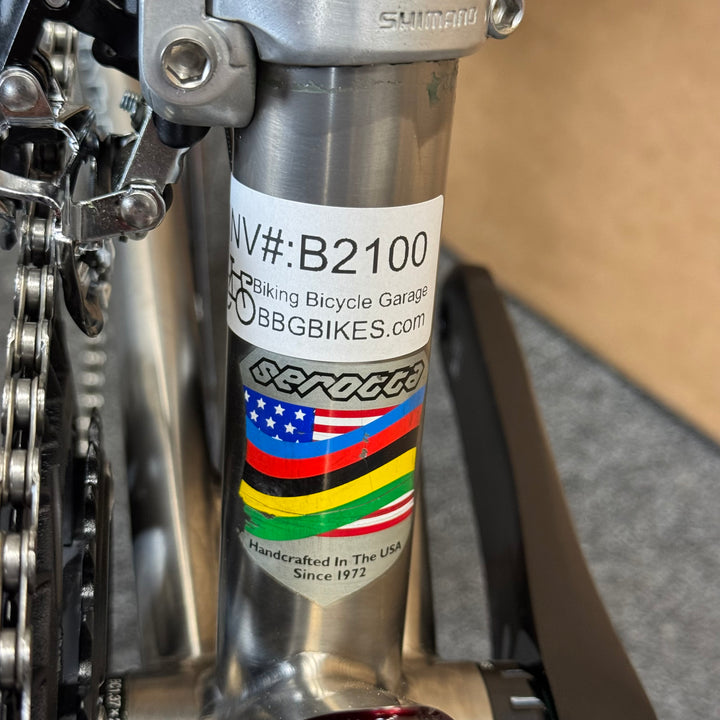 SHIMANO
NV#:B2100
Biking Bicycle Garage
BBGBIKES.com
serotta
Handcrafted In The USA
Since 1972